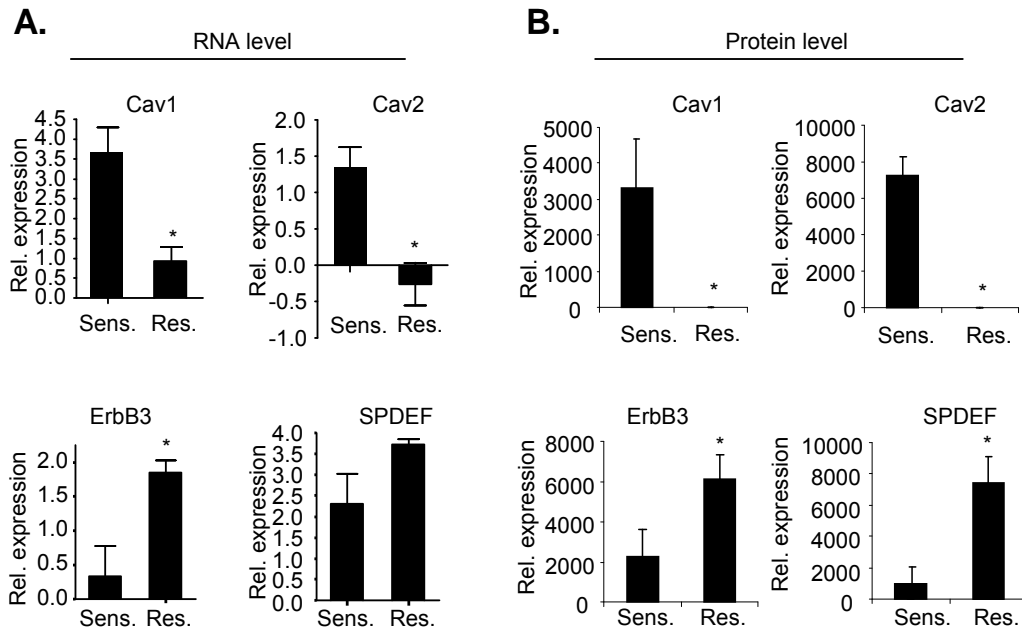 A.
RNA level
Cav1
Rel. expression
4.5
4.0
3.5
3.0
2.5
2.0
1.5
1.0
0.5
0.0
*
Sens. Res.
Cav2
Rel. expression
2.0
1.5
1.0
0.5
0.0
-0.5
-1.0
*
Sens. Res.
ErbB3
Rel. expression
2.0
1.5
1.0
0.5
0.0
*
Sens. Res.
SPDEF
Rel. expression
4.0
3.5
3.0
2.5
2.0
1.5
1.0
0.5
0.0
Sens. Res.
B.
Protein level
Cav1
Rel. expression
5000
4000
3000
2000
1000
0
*
Sens. Res.
Cav2
Rel. expression
10000
8000
6000
4000
2000
0
*
Sens. Res.
ErbB3
Rel. expression
8000
6000
4000
2000
0
*
Sens. Res.
SPDEF
Rel. expression
10000
8000
6000
4000
2000
0
*
Sens. Res.